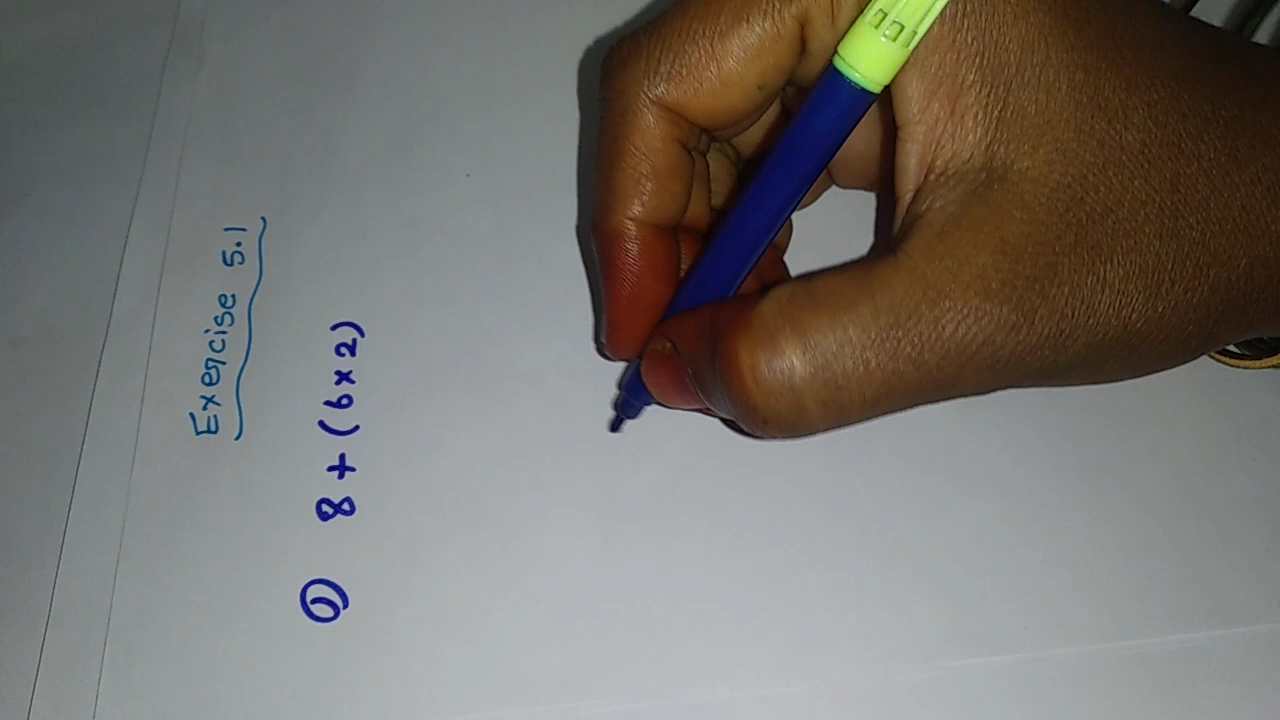 Exercise 5.1
① 8 + (6 × 2)